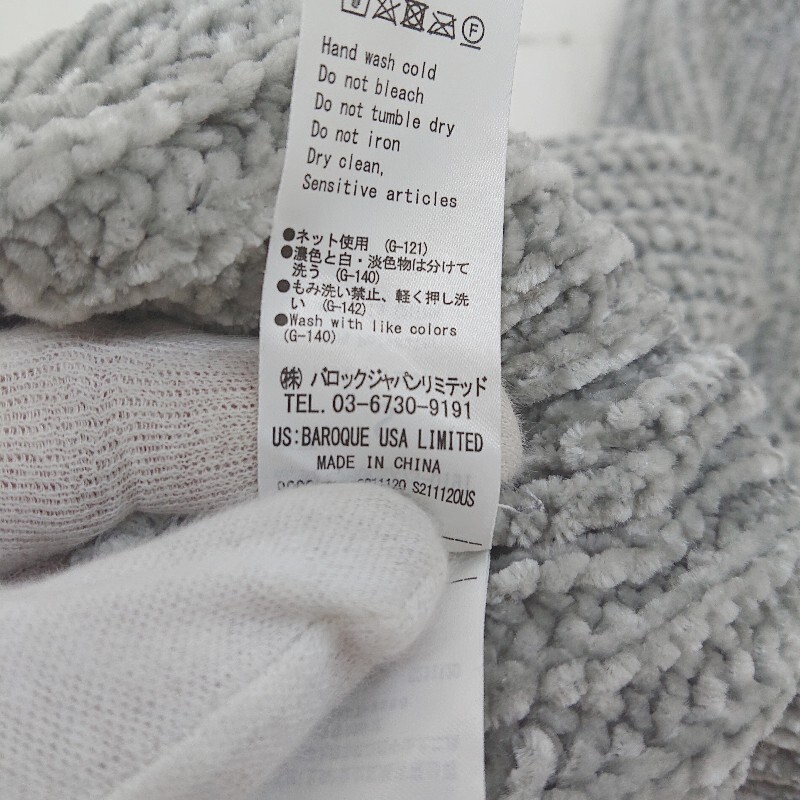 F
Hand wash cold
Do not bleach
Do not tumble dry
Do not iron
Dry clean,
Sensitive articles
●ネット使用 (G-121)
●濃色と白・淡色物は分けて
洗う (G-140)
●もみ洗い禁止、軽く押し洗
い (G-142)
●Wash with like colors
(G-140)
㈱ バロックジャパンリミテッド
TEL. 03-6730-9191
US:BAROQUE USA LIMITED
MADE IN CHINA
S211120US